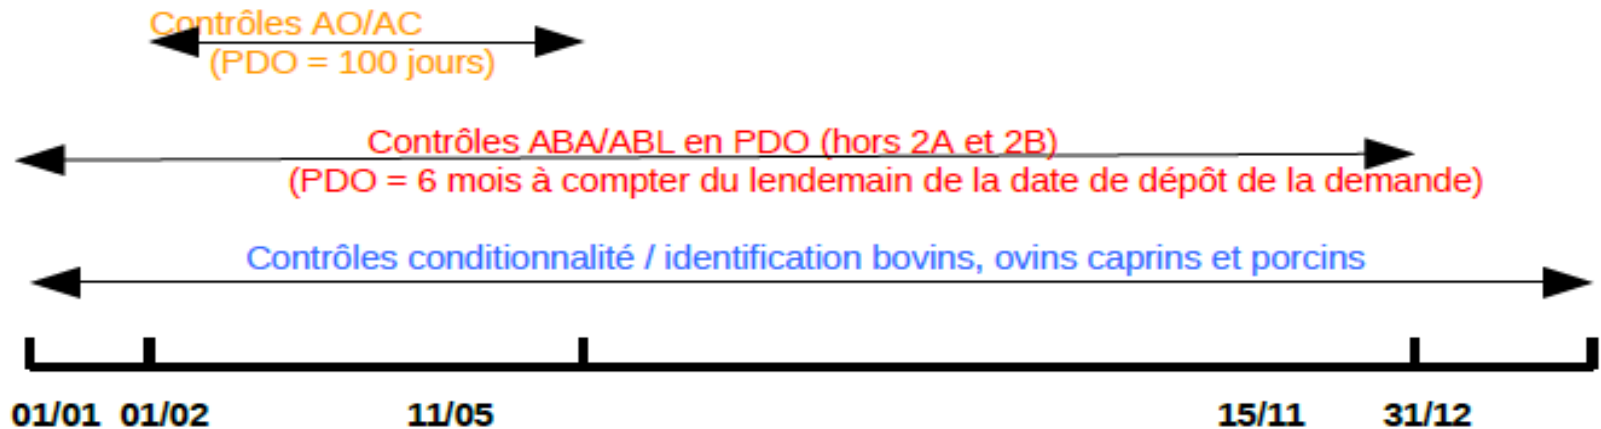 Contrôles AO/AC
(PDO = 100 jours)
Contrôles ABA/ABL en PDO (hors 2A et 2B)
(PDO = 6 mois à compter du lendemain de la date de dépôt de la demande)
Contrôles conditionnalité / identification bovins, ovins caprins et porcins
01/01 01/02 11/05 15/11 31/12